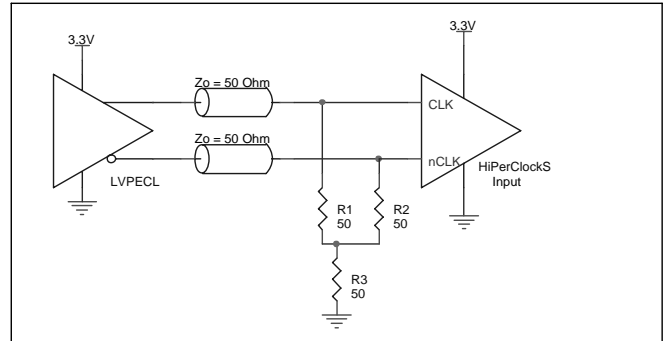 3.3V
3.3V
Zo = 50 Ohm
CLK
Zo = 50 Ohm
nCLK
HiPerClockS
Input
LVPECL
R1
50
R2
50
R3
50